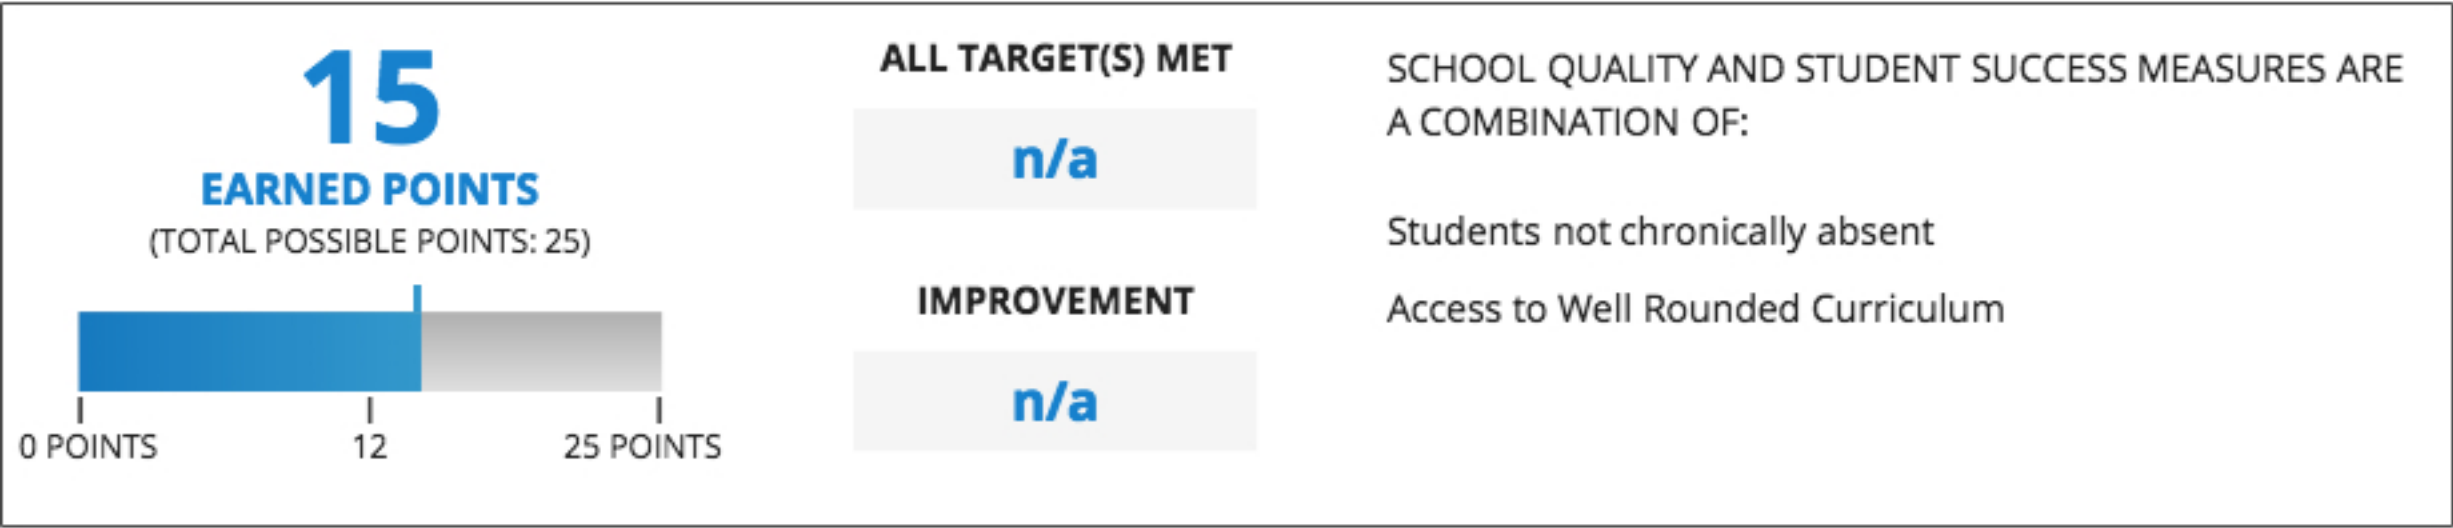 15
EARNED POINTS
(TOTAL POSSIBLE POINTS: 25)
0 POINTS
12
25 POINTS
ALL TARGET(S) MET
n/a
IMPROVEMENT
n/a
SCHOOL QUALITY AND STUDENT SUCCESS MEASURES ARE
A COMBINATION OF:
Students not chronically absent
Access to Well Rounded Curriculum